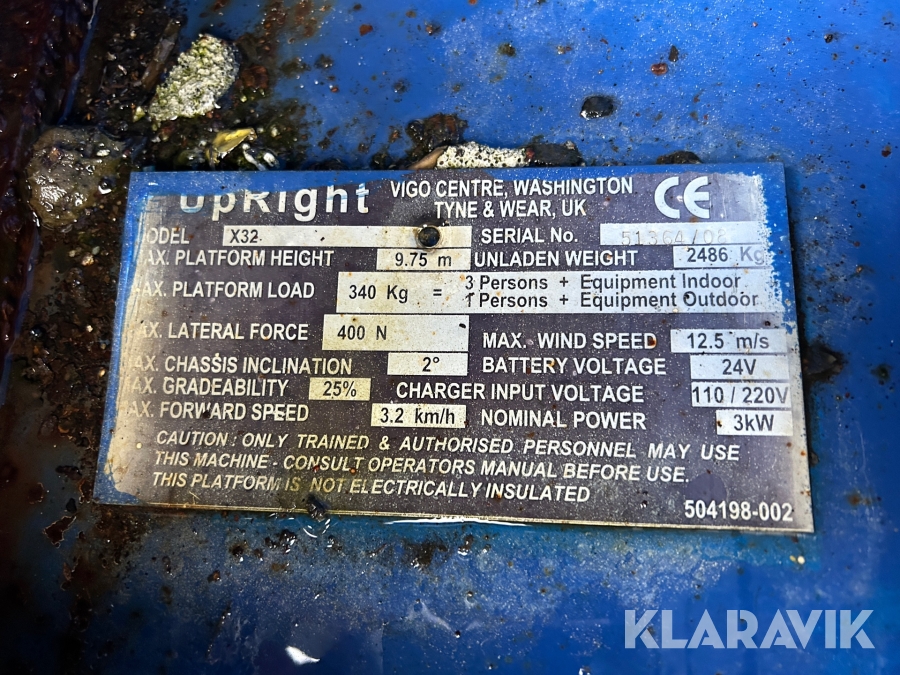 UpRight VIGO CENTRE, WASHINGTON
TYNE & WEAR, UK CE
MODEL X32 SERIAL No.
MAX. PLATFORM HEIGHT 9.75 m UNLADEN WEIGHT 2486 Kg
MAX. PLATFORM LOAD 340 Kg = 3 Persons + Equipment Indoor
1 Persons + Equipment Outdoor
MAX. LATERAL FORCE 400 N MAX. WIND SPEED 12.5 m/s
MAX. CHASSIS INCLINATION 2° BATTERY VOLTAGE 24V
MAX. GRADEABILITY 25% CHARGER INPUT VOLTAGE 110 / 220V
MAX. FORWARD SPEED 3.2 km/h NOMINAL POWER 3kW
CAUTION : ONLY TRAINED & AUTHORISED PERSONNEL MAY USE
THIS MACHINE - CONSULT OPERATORS MANUAL BEFORE USE.
THIS PLATFORM IS NOT ELECTRICALLY INSULATED
504198-002
KLARAVIK